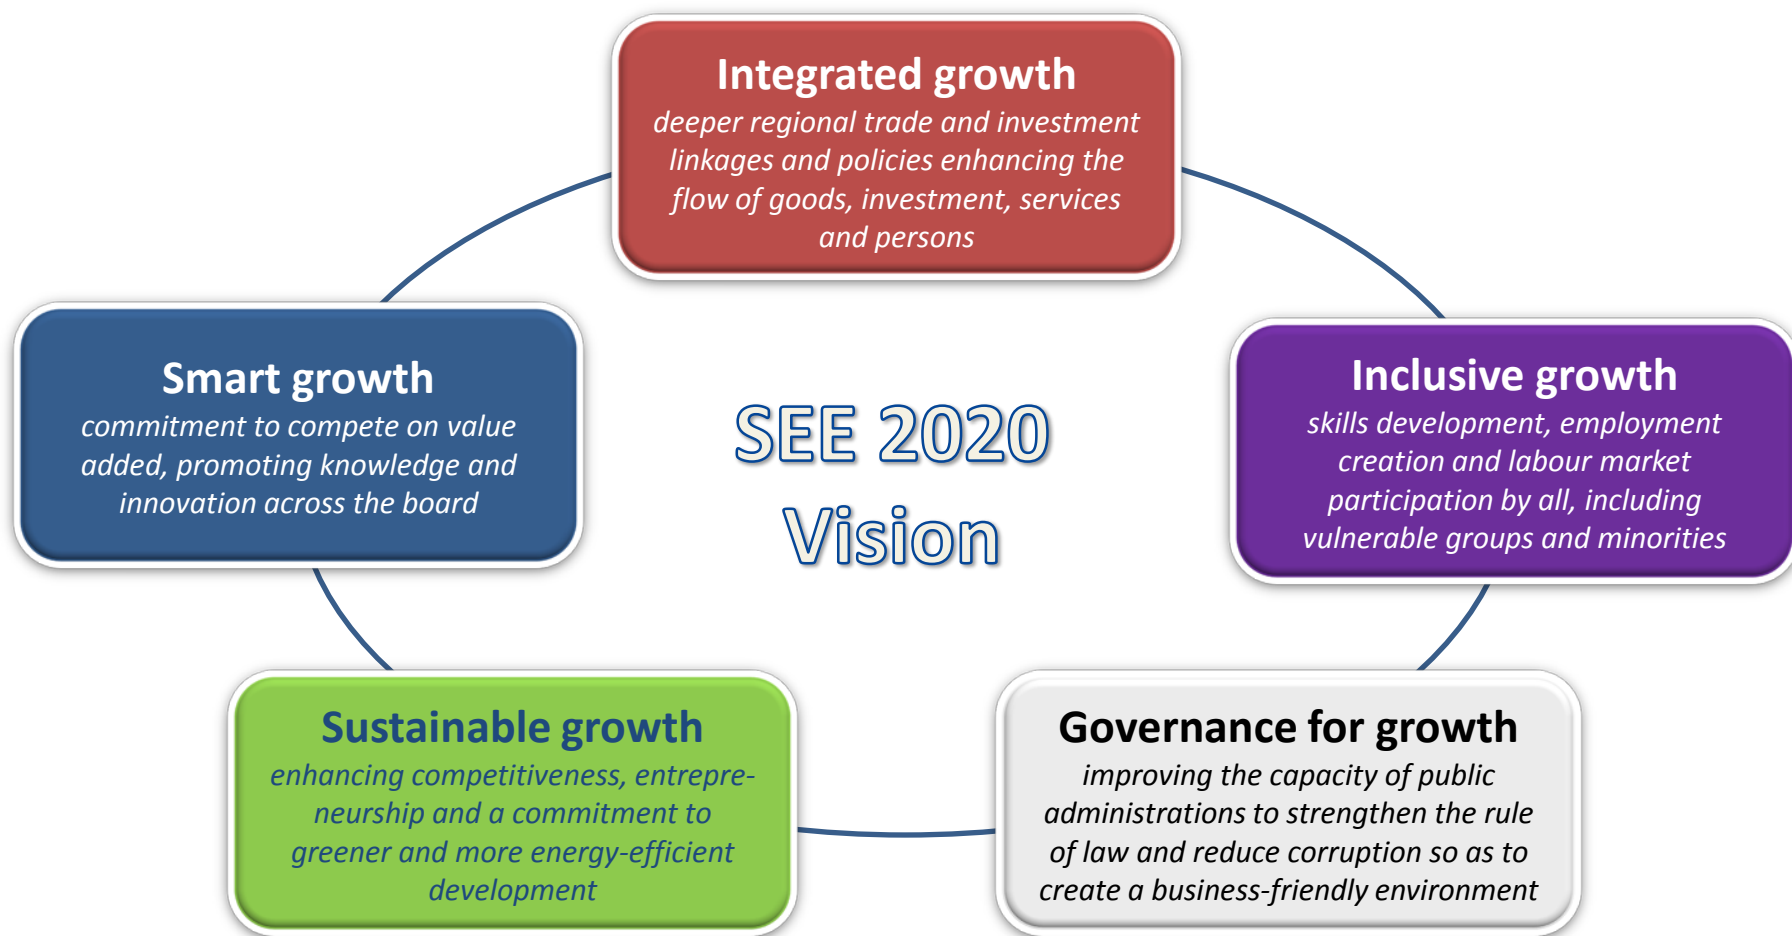 Integrated growth
deeper regional trade and investment
linkages and policies enhancing the
flow of goods, investment, services
and persons
Smart growth
commitment to compete on value
added, promoting knowledge and
innovation across the board
SEE 2020
Vision
Inclusive growth
skills development, employment
creation and labour market
participation by all, including
vulnerable groups and minorities
Sustainable growth
enhancing competitiveness, entrepre-
neurship and a commitment to
greener and more energy-efficient
development
Governance for growth
improving the capacity of public
administrations to strengthen the rule
of law and reduce corruption so as to
create a business-friendly environment